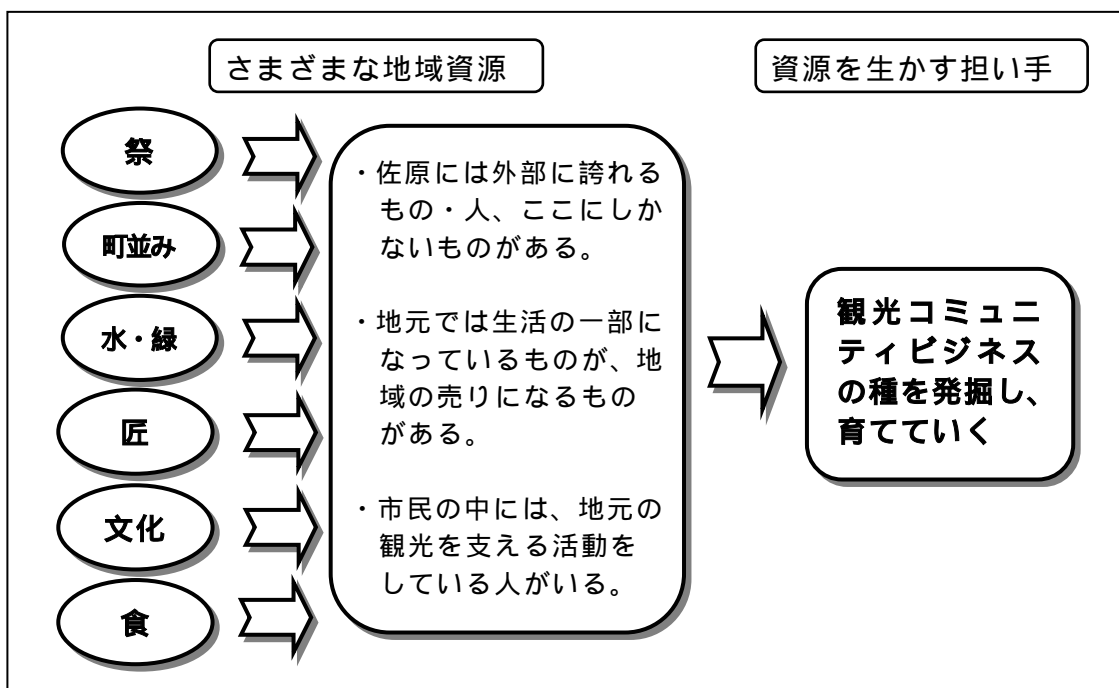 さまざまな地域資源
資源を生かす担い手
祭
町並み
水・緑
匠
文化
食
・佐原には外部に誇れる
もの・人、ここにしか
ないものがある。
・地元では生活の一部に
なっているものが、地
域の売りになるもの
がある。
・市民の中には、地元の
観光を支える活動を
している人がいる。
観光コミュニ
ティビジネス
の種を発掘し、
育てていく